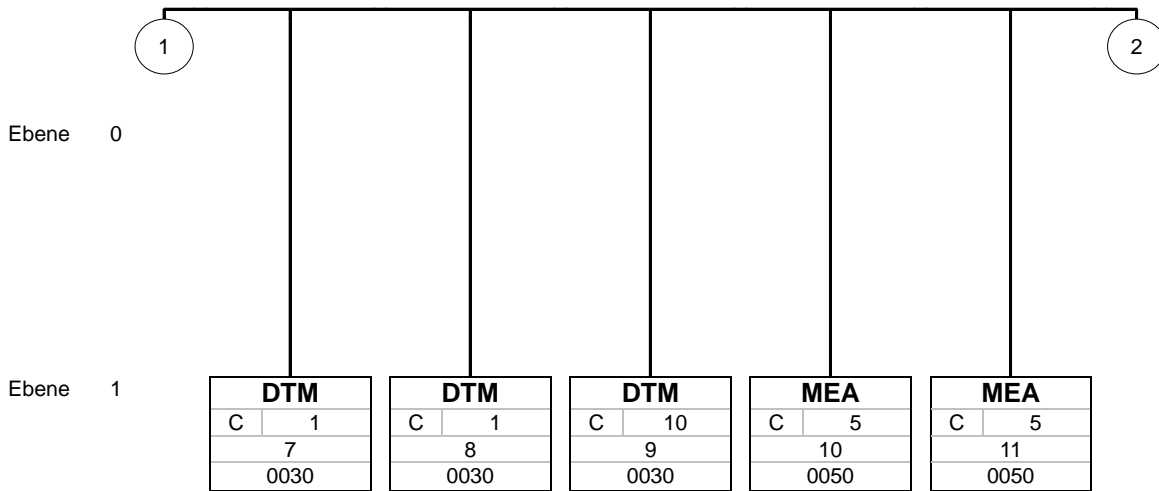 1 2
Ebene 0
Ebene 1
DTM DTM DTM MEA MEA
C 1 C 1 C 10 C 5 C 5
7 8 9 10 11
0030 0030 0030 0050 0050